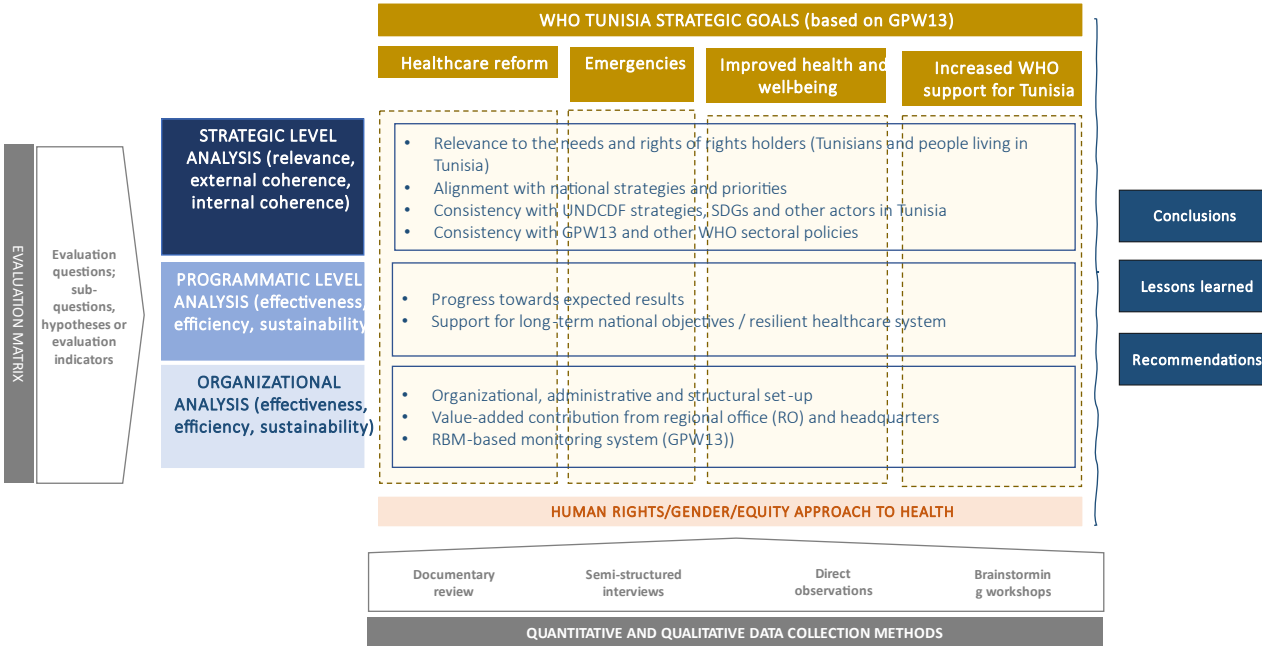 WHO TUNISIA STRATEGIC GOALS (based on GPW13)
Healthcare reform
Emergencies
Improved health and
well-being
Increased WHO
support for Tunisia
EVALUATION MATRIX
Evaluation
questions;
sub-
questions,
hypotheses or
evaluation
indicators
STRATEGIC LEVEL
ANALYSIS (relevance,
external coherence,
internal coherence)
• Relevance to the needs and rights of rights holders (Tunisians and people living in
Tunisia)
• Alignment with national strategies and priorities
• Consistency with UNDCDF strategies, SDGs and other actors in Tunisia
• Consistency with GPW13 and other WHO sectoral policies
PROGRAMMATIC LEVEL
ANALYSIS (effectiveness,
efficiency, sustainability
• Progress towards expected results
• Support for long-term national objectives / resilient healthcare system
ORGANIZATIONAL
ANALYSIS (effectiveness,
efficiency, sustainability)
• Organizational, administrative and structural set-up
• Value-added contribution from regional office (RO) and headquarters
• RBM-based monitoring system (GPW13))
Conclusions
Lessons learned
Recommendations
HUMAN RIGHTS/GENDER/EQUITY APPROACH TO HEALTH
Documentary
review
Semi-structured
interviews
Direct
observations
Brainstormin
g workshops
QUANTITATIVE AND QUALITATIVE DATA COLLECTION METHODS